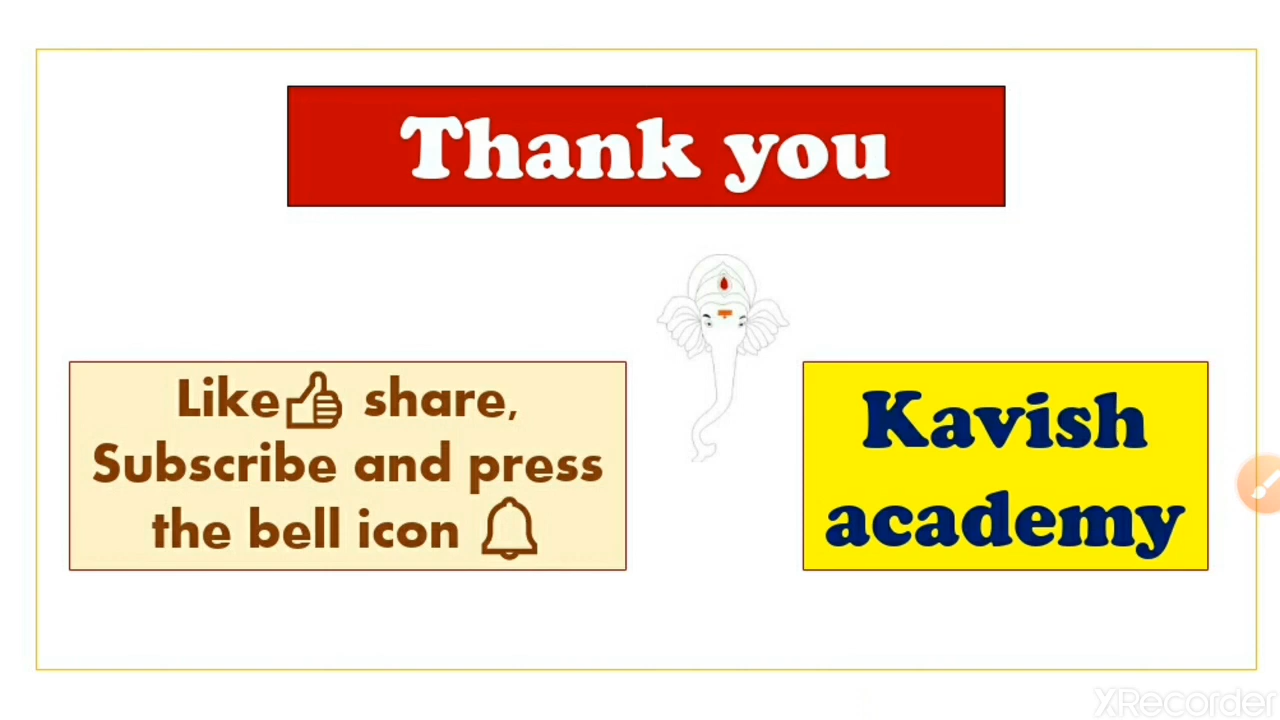 Thank you
Like👍 share,
Subscribe and press
the bell icon 🔔
Kavish
academy
XRecorder